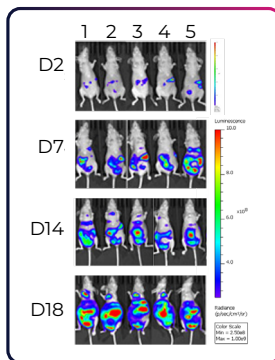 1 2 3 4 5
D2
D7
D14
D18
Luminescence
10.0
8.0
6.0
4.0
Radiance
(p/sec/cm²/sr)
Color Scale
Min = 2.50e8
Max = 1.00e9